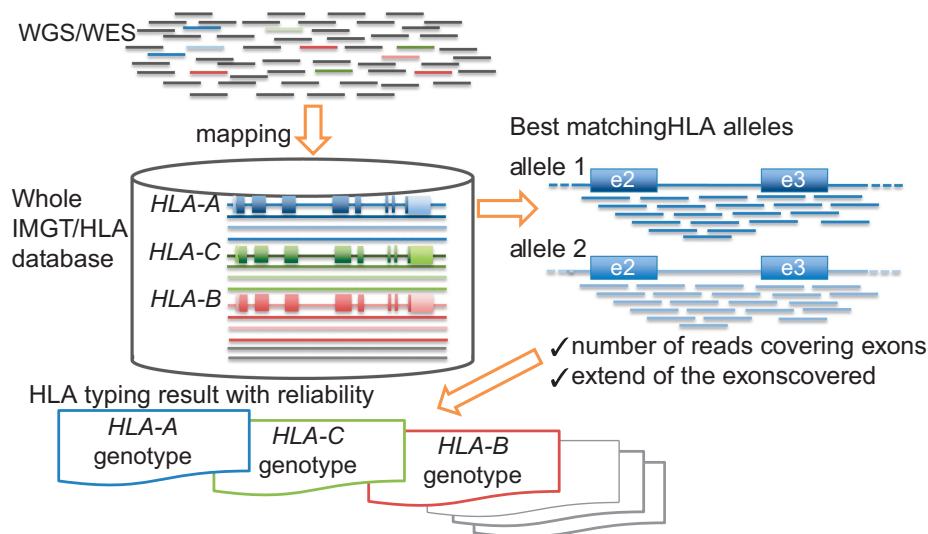 WGS/WES
mapping
Whole
IMGT/HLA
database
HLA-A
HLA-C
HLA-B
Best matchingHLA alleles
allele 1
e2 e3
allele 2
e2 e3
✓number of reads covering exons
✓extend of the exonscovered
HLA typing result with reliability
HLA-A
genotype
HLA-C
genotype
HLA-B
genotype